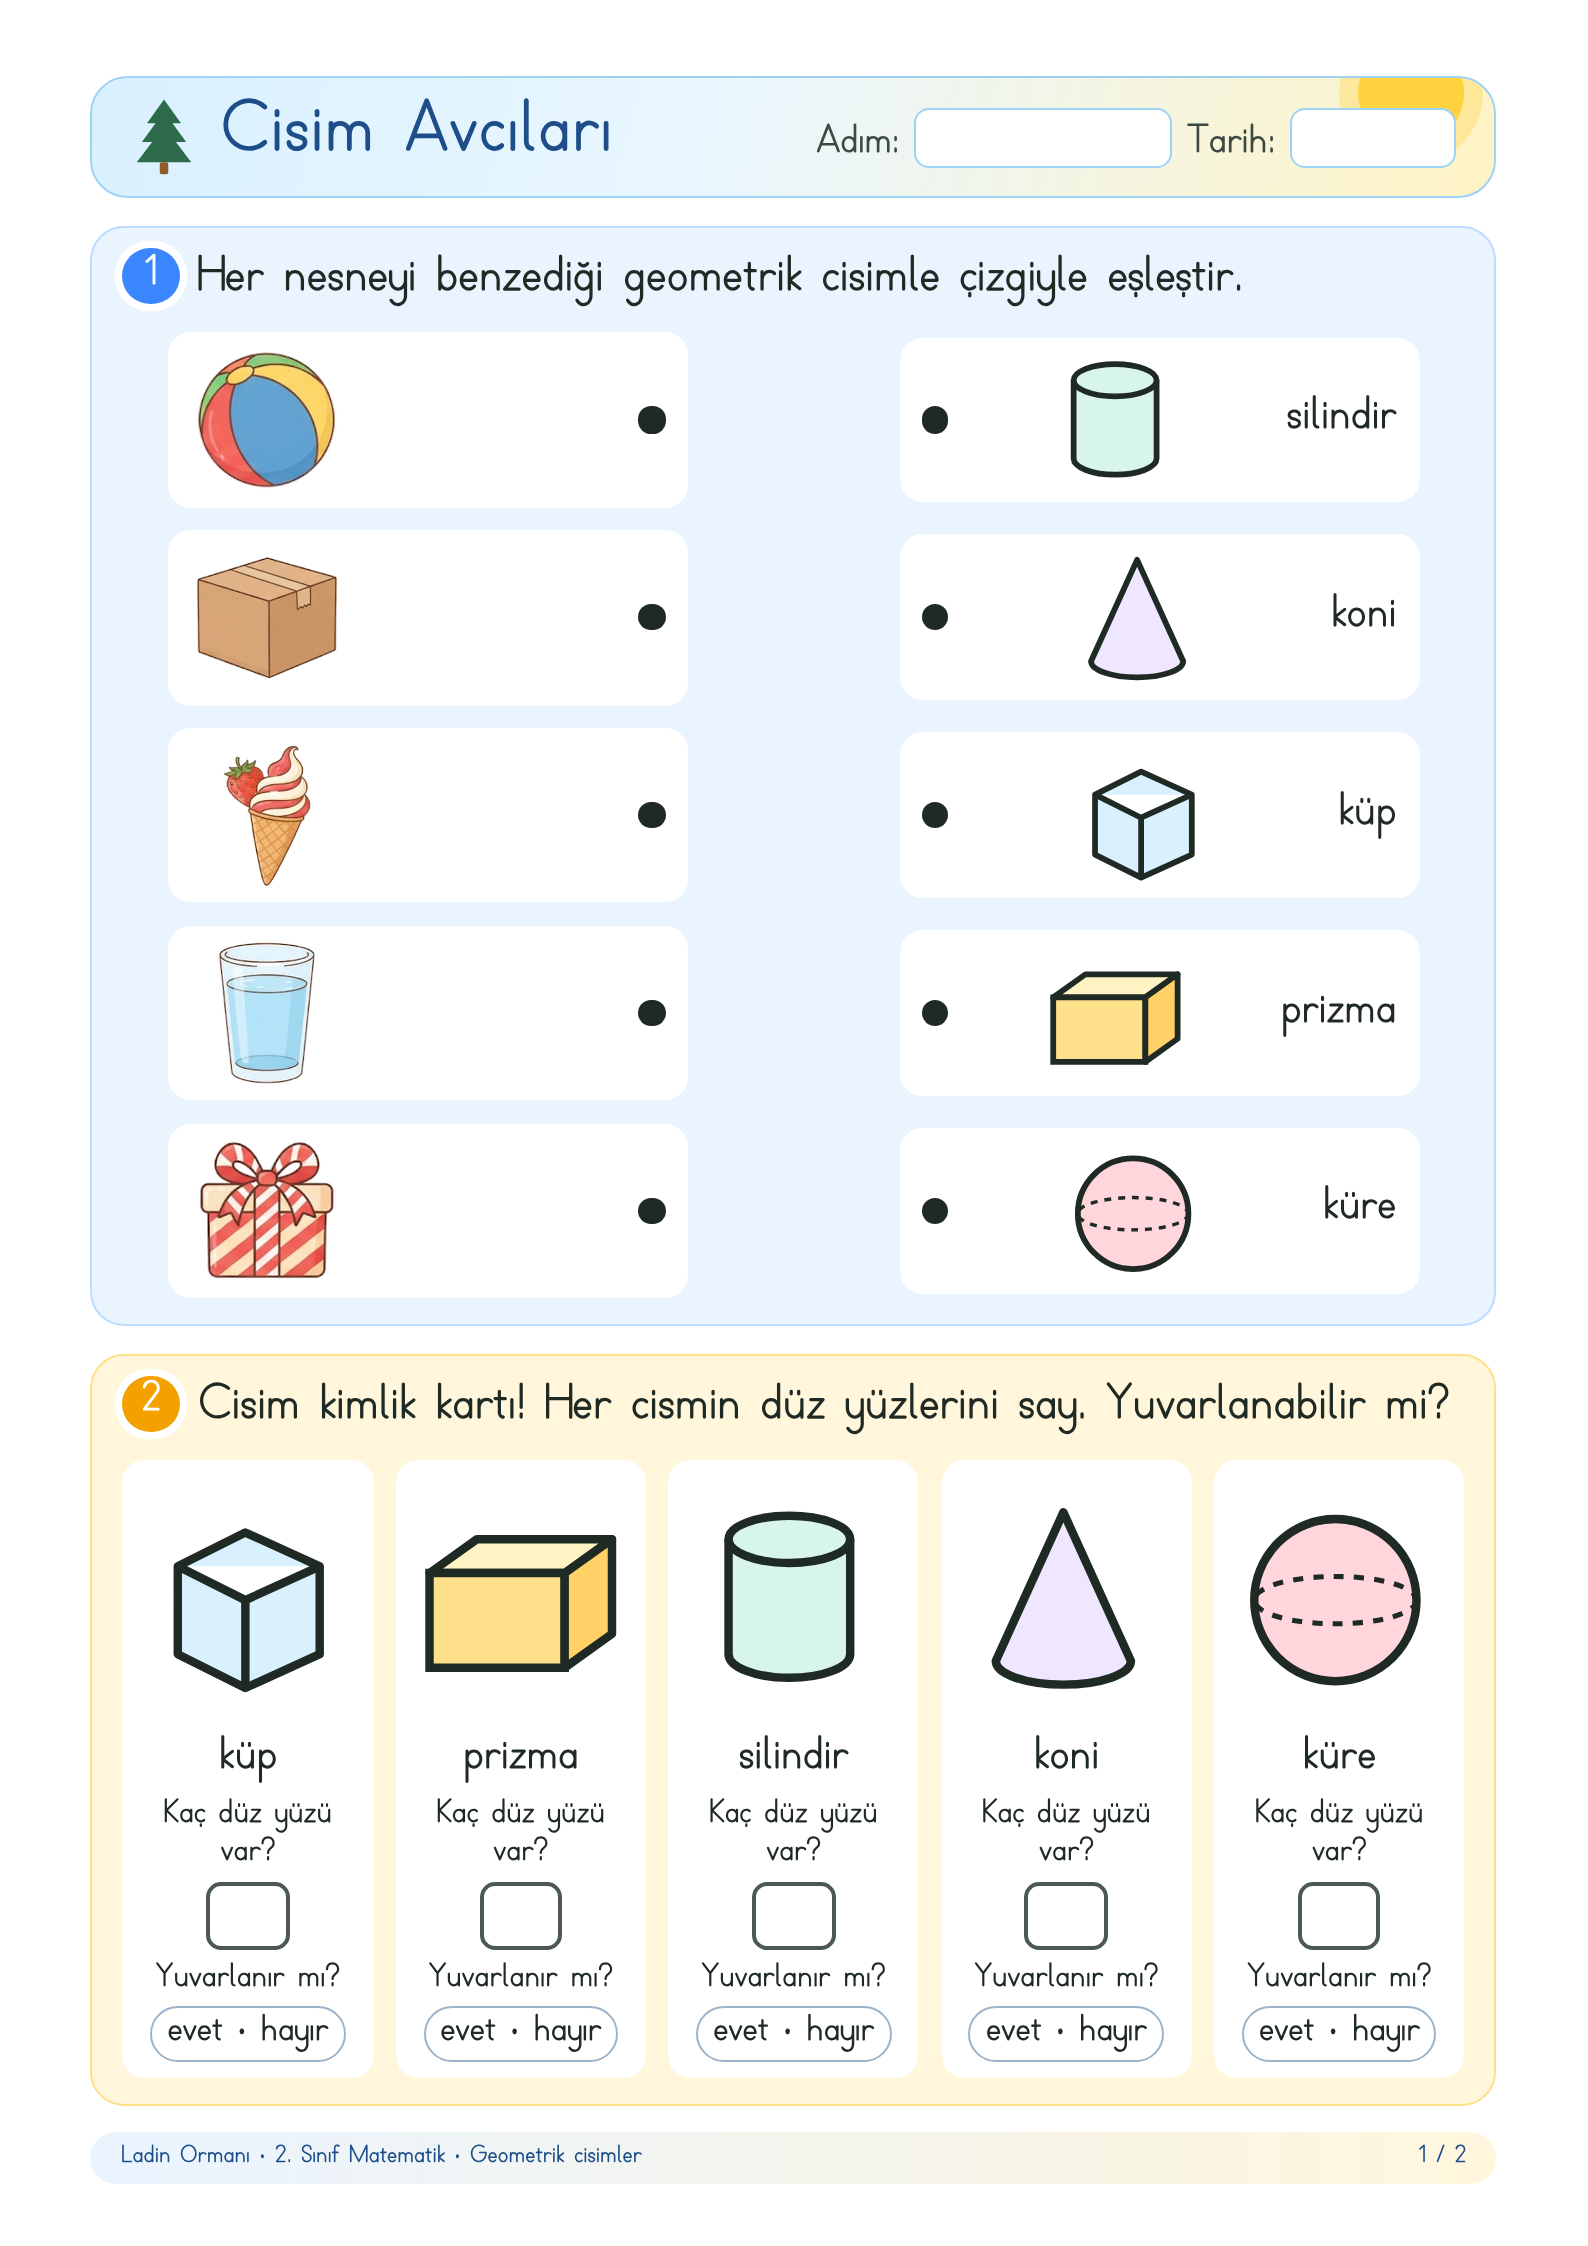 Cisim Avcıları
Adım:
Tarih:
1 Her nesneyi benzediği geometrik cisimle çizgiyle eşleştir.
silindir
koni
küp
prizma
küre
2 Cisim kimlik kartı! Her cismin düz yüzlerini say. Yuvarlanabilir mi?
küp
Kaç düz yüzü
var?
Yuvarlanır mı?
evet • hayır
prizma
Kaç düz yüzü
var?
Yuvarlanır mı?
evet • hayır
silindir
Kaç düz yüzü
var?
Yuvarlanır mı?
evet • hayır
koni
Kaç düz yüzü
var?
Yuvarlanır mı?
evet • hayır
küre
Kaç düz yüzü
var?
Yuvarlanır mı?
evet • hayır
Ladin Ormanı • 2. Sınıf Matematik • Geometrik cisimler
1 / 2